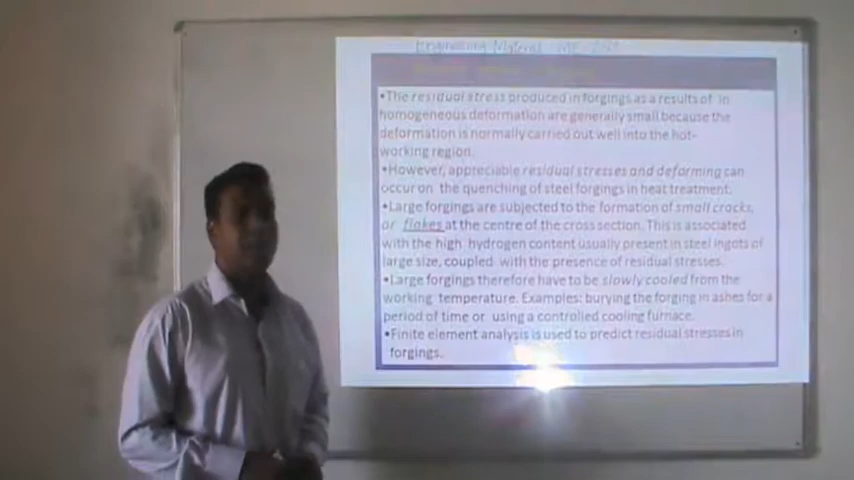 Engineering Material ME
•The residual stress produced in forgings as a results of in
homogeneous deformation are generally small because the
deformation is normally carried out well into the hot-
working region.
•However, appreciable residual stresses and deforming can
occur on the quenching of steel forgings in heat treatment.
•Large forgings are subjected to the formation of small cracks,
or flakes at the centre of the cross section. This is associated
with the high hydrogen content usually present in steel ingots of
large size, coupled with the presence of residual stresses.
•Large forgings therefore have to be slowly cooled from the
working temperature. Examples: burying the forging in ashes for a
period of time or using a controlled cooling furnace.
•Finite element analysis is used to predict residual stresses in
forgings.